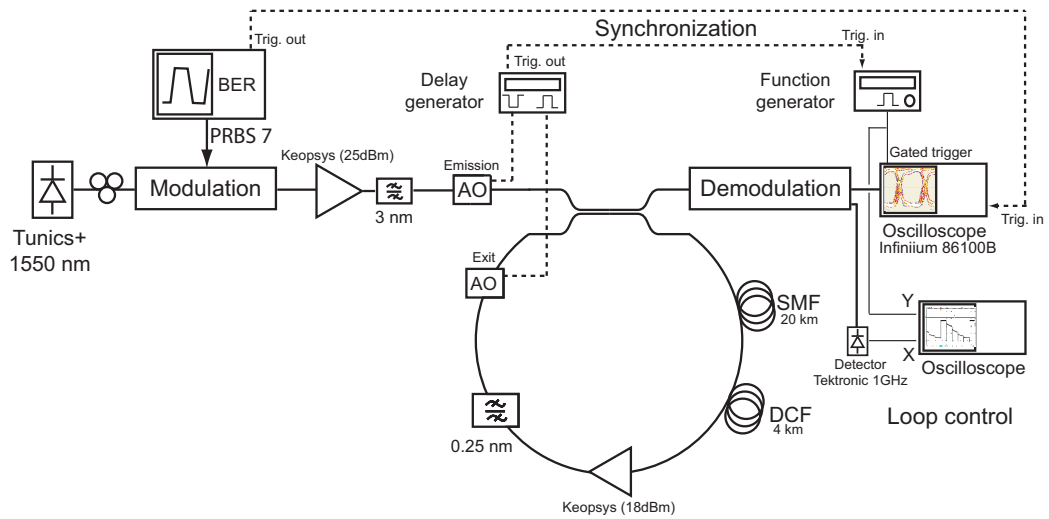 Trig. out
Synchronization
Trig. in
BER
Trig. out
Delay
generator
Function
generator
PRBS 7
Keopsys (25dBm)
Emission
Gated trigger
Modulation
AO
Demodulation
3 nm
Trig. in
Tunics+
1550 nm
Oscilloscope
Infiniium 86100B
Exit
AO
SMF
20 km
Y
X
Detector
Tektronic 1GHz
Oscilloscope
DCF
4 km
Loop control
0.25 nm
Keopsys (18dBm)